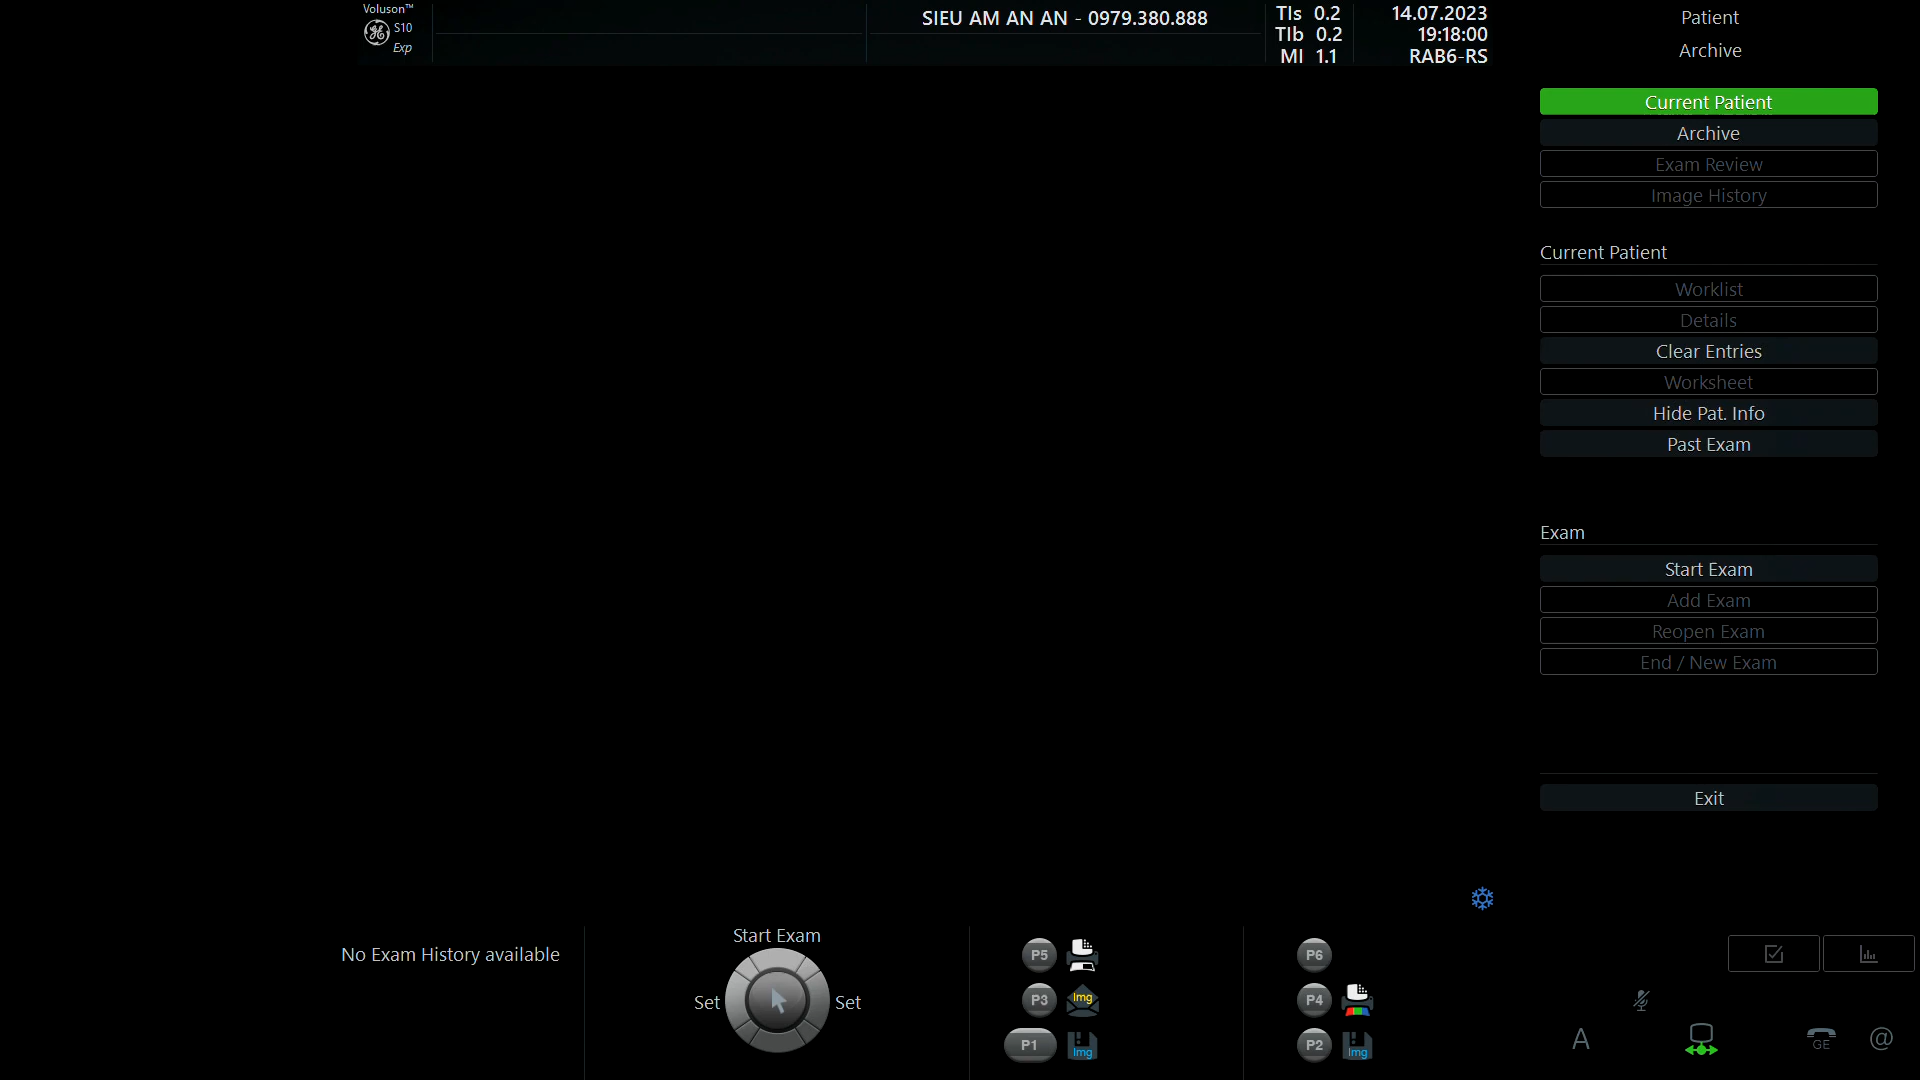 Voluson™
S10
Exp
SIEU AM AN AN - 0979.380.888
TIs 0.2
TIb 0.2
MI 1.1
14.07.2023
19:18:00
RAB6-RS
Patient
Archive
Current Patient
Archive
Exam Review
Image History
Current Patient
Worklist
Details
Clear Entries
Worksheet
Hide Pat. Info
Past Exam
Exam
Start Exam
Add Exam
Reopen Exam
End / New Exam
Exit
No Exam History available
Start Exam
Set
Set
P5
P3 Img
P1 Img
P6
P4
P2 Img
A
GE
@